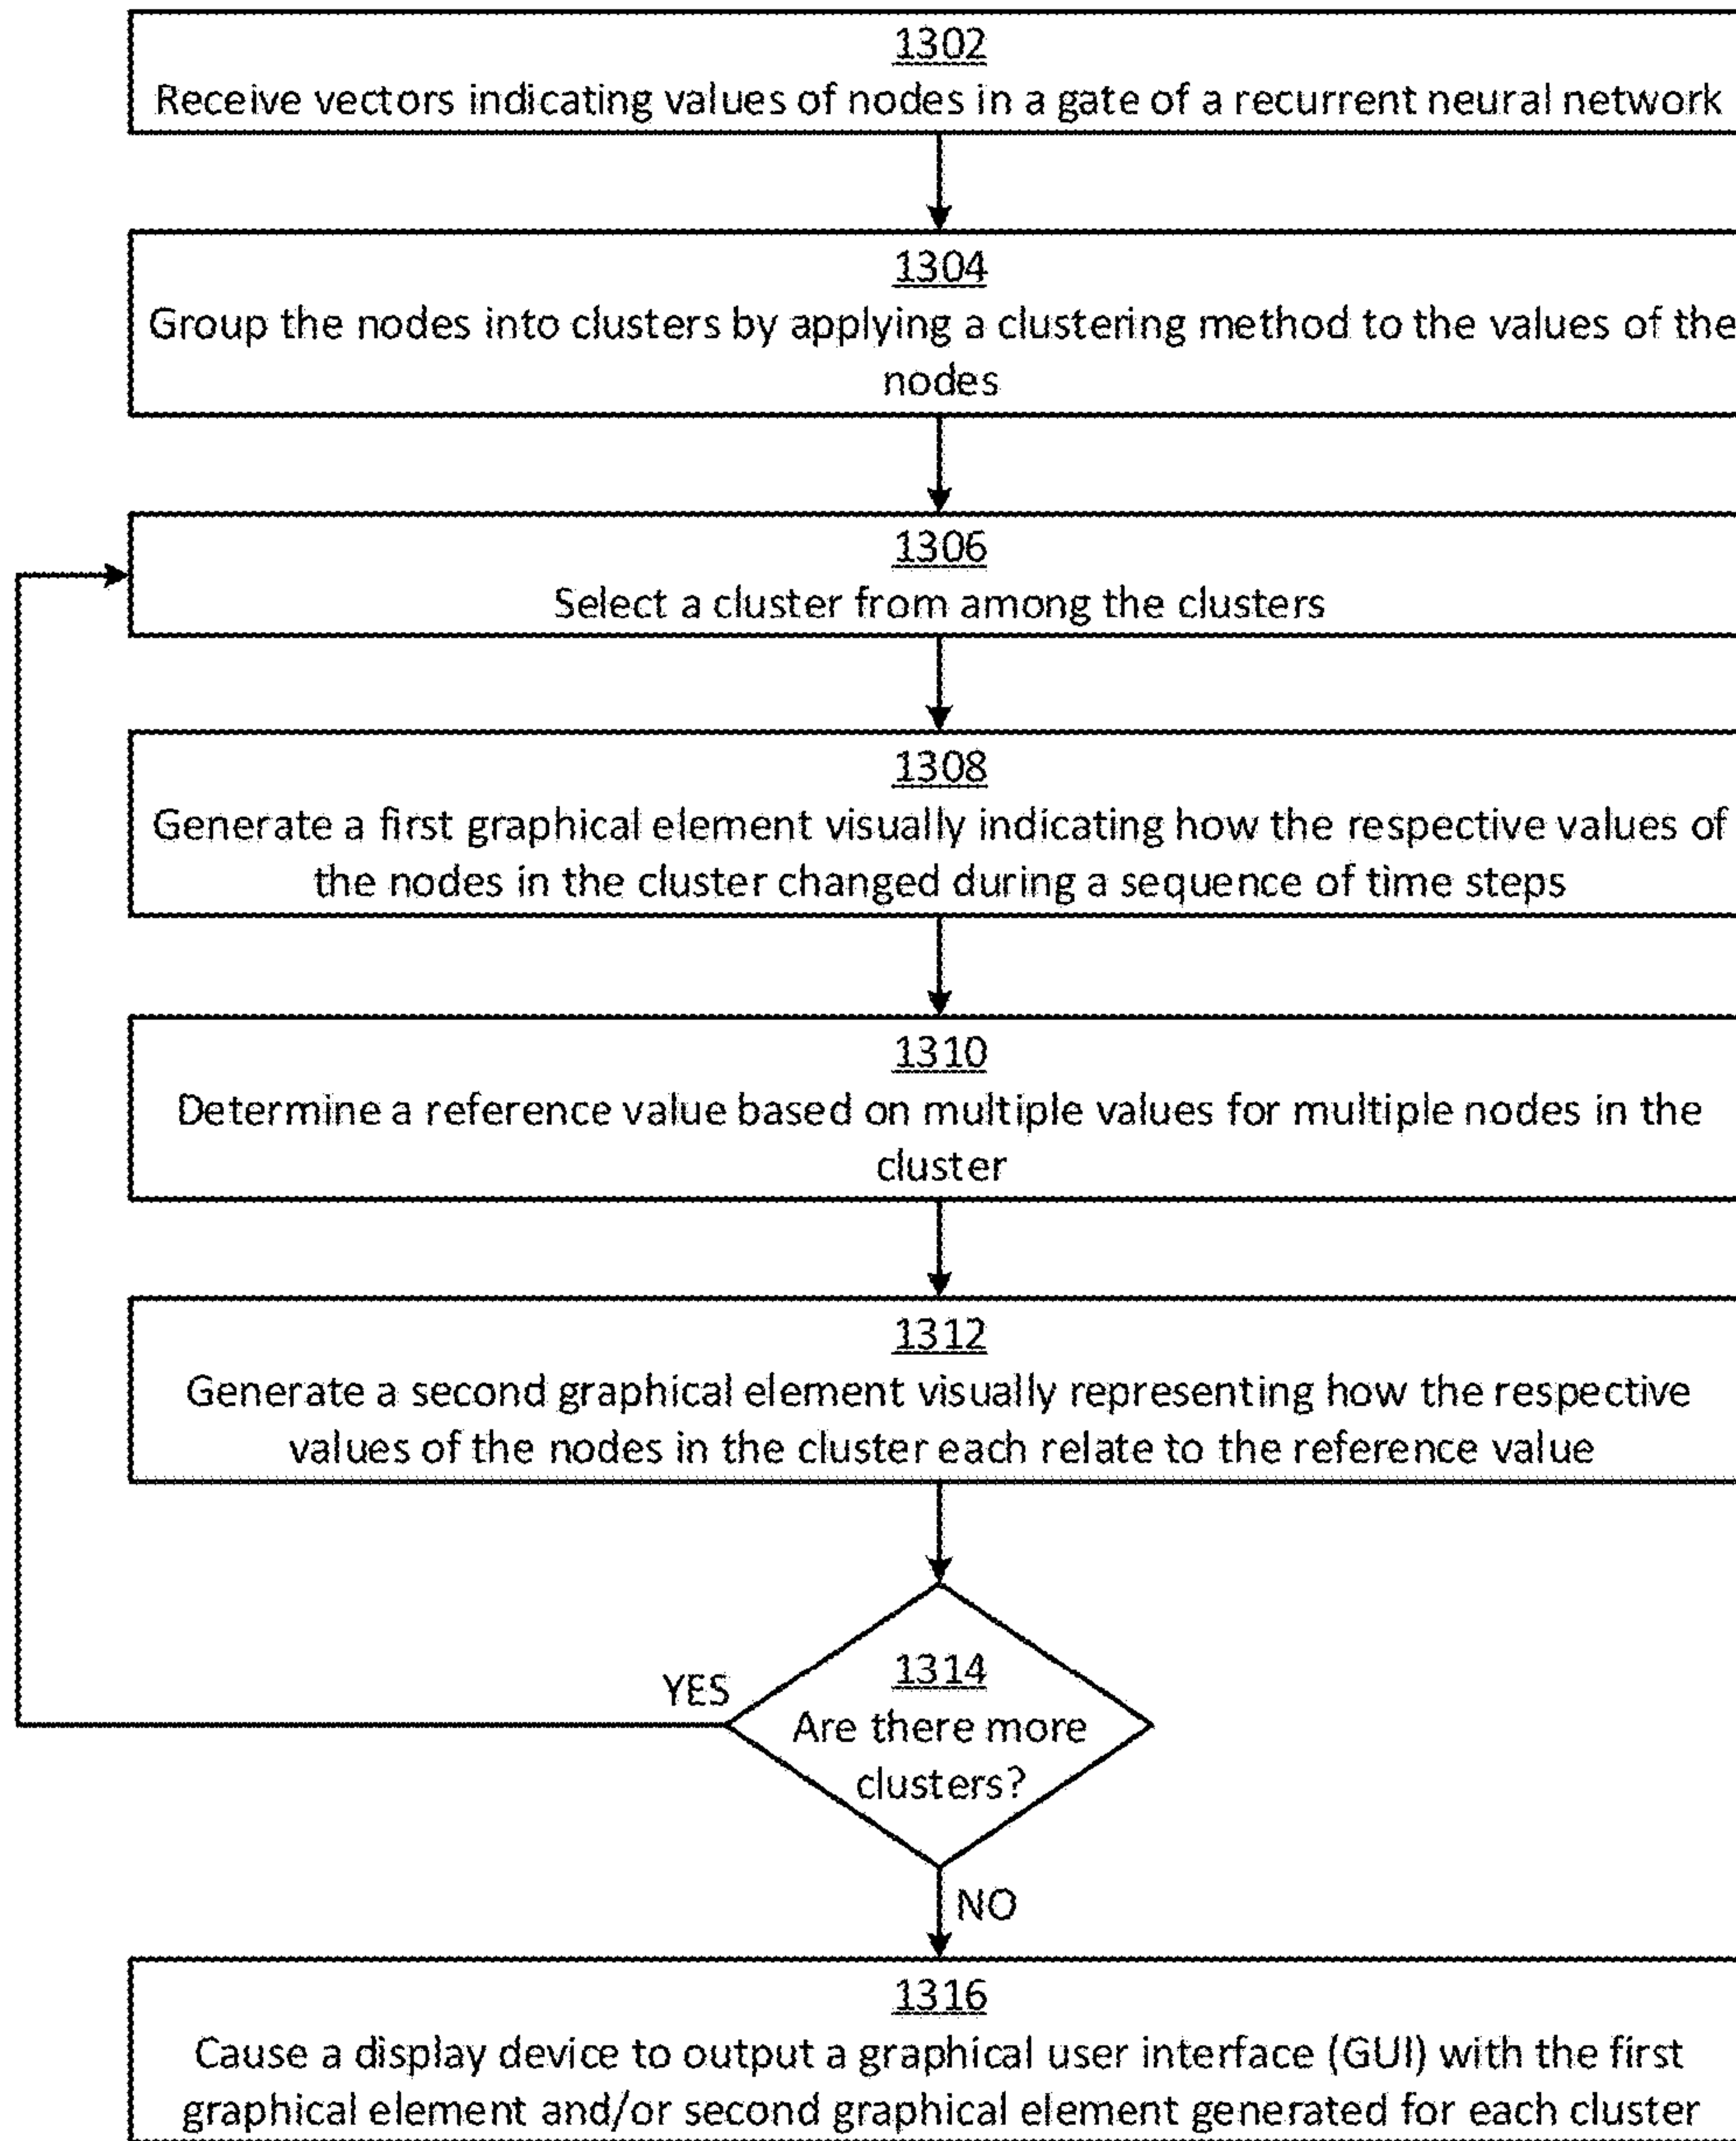 1302
Receive vectors indicating values of nodes in a gate of a recurrent neural network
1304
Group the nodes into clusters by applying a clustering method to the values of the
nodes
1306
Select a cluster from among the clusters
1308
Generate a first graphical element visually indicating how the respective values of
the nodes in the cluster changed during a sequence of time steps
1310
Determine a reference value based on multiple values for multiple nodes in the
cluster
1312
Generate a second graphical element visually representing how the respective
values of the nodes in the cluster each relate to the reference value
1314
YES
Are there more
clusters?
NO
1316
Cause a display device to output a graphical user interface (GUI) with the first
graphical element and/or second graphical element generated for each cluster